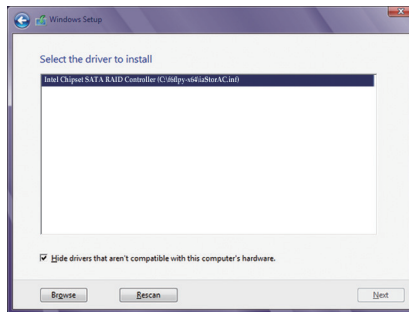 Windows Setup
Select the driver to install
Intel Chipset SATA RAID Controller (C:\f6flpy-x64\iaStorAC.inf)
Hide drivers that aren't compatible with this computer's hardware.
Browse Rescan Next